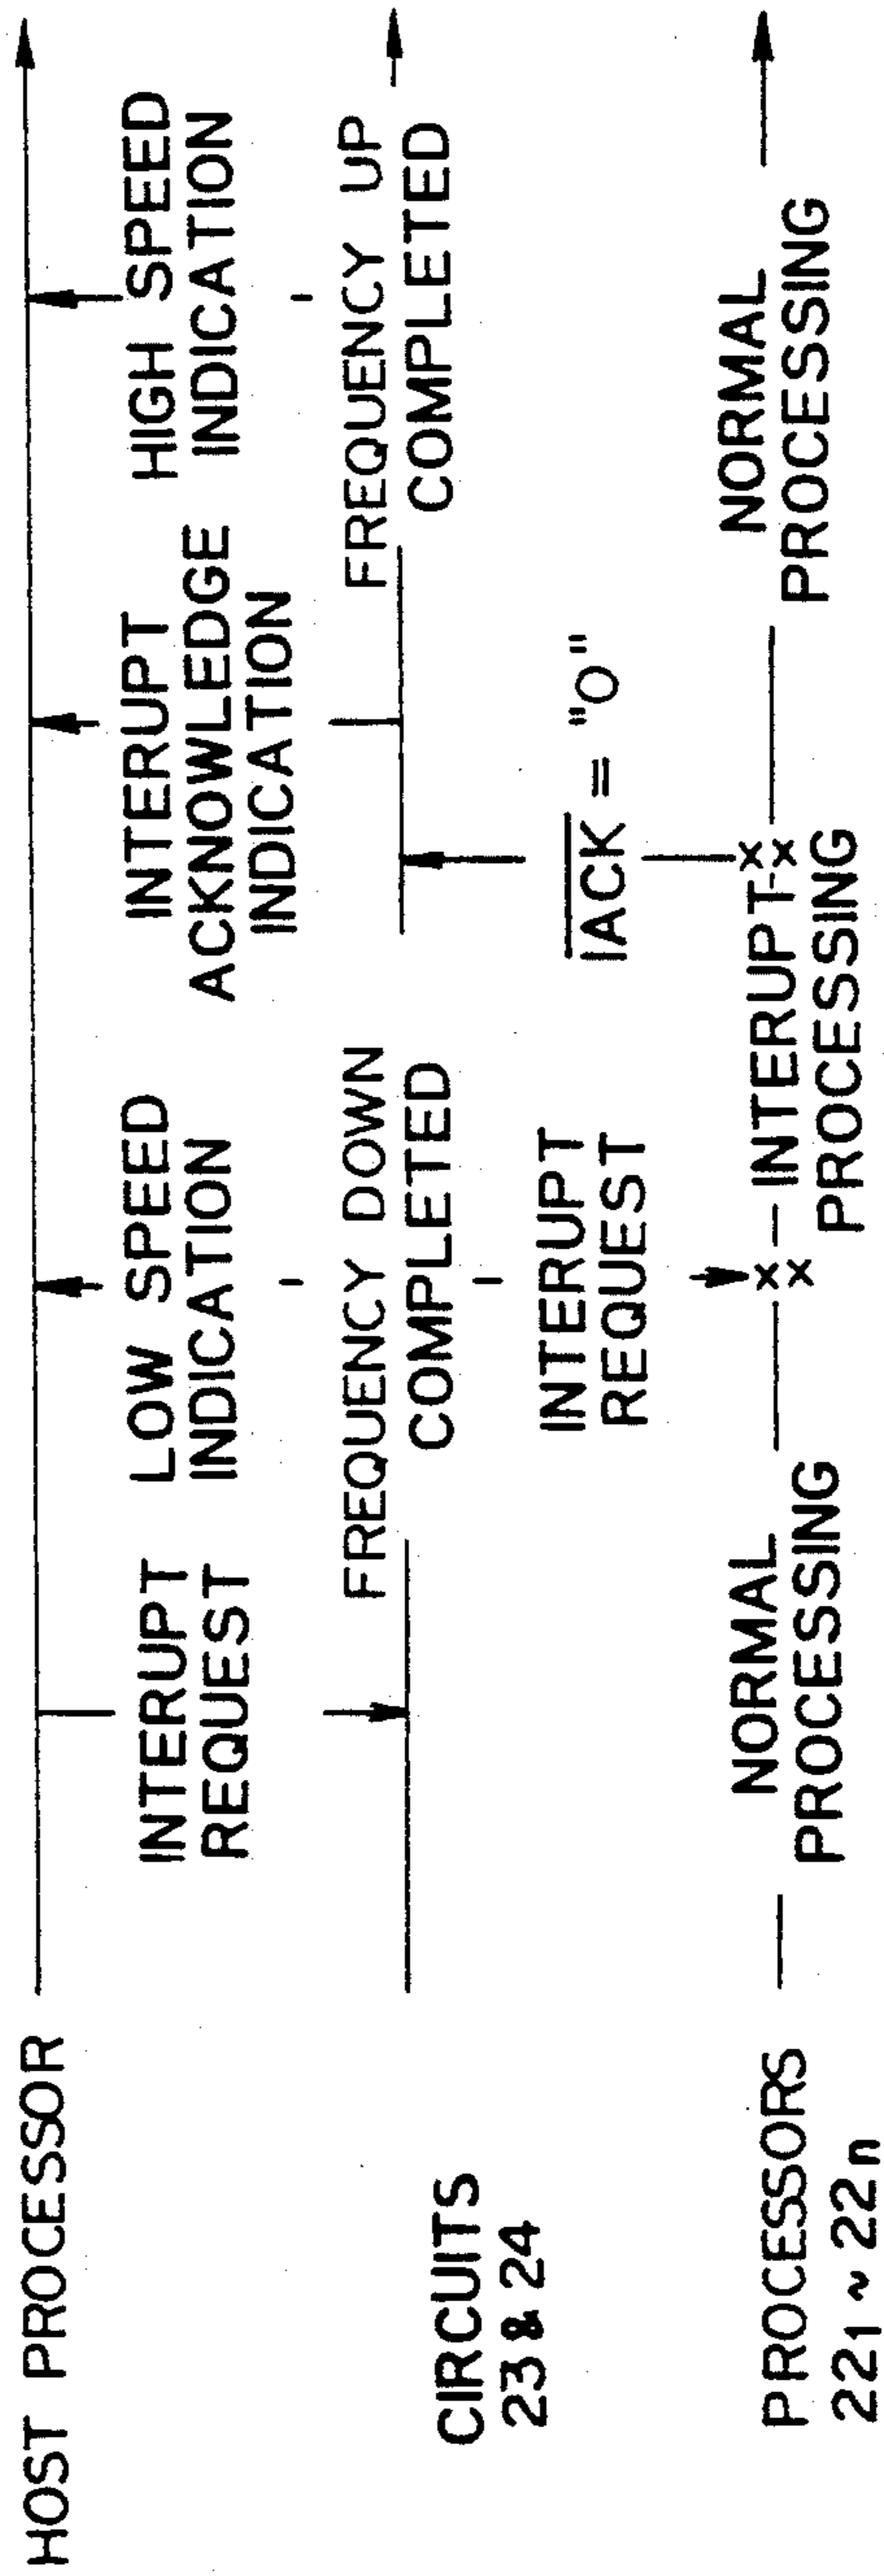 HOST PROCESSOR
INTERUPT
REQUEST
LOW SPEED
INDICATION
INTERUPT
ACKNOWLEDGE
INDICATION
HIGH SPEED
INDICATION
CIRCUITS
23 & 24
FREQUENCY DOWN
COMPLETED
FREQUENCY UP
COMPLETED
INTERUPT
REQUEST
IACK = "0"
PROCESSORS
221 ~ 22n
NORMAL
PROCESSING
INTERUPT
PROCESSING
NORMAL
PROCESSING